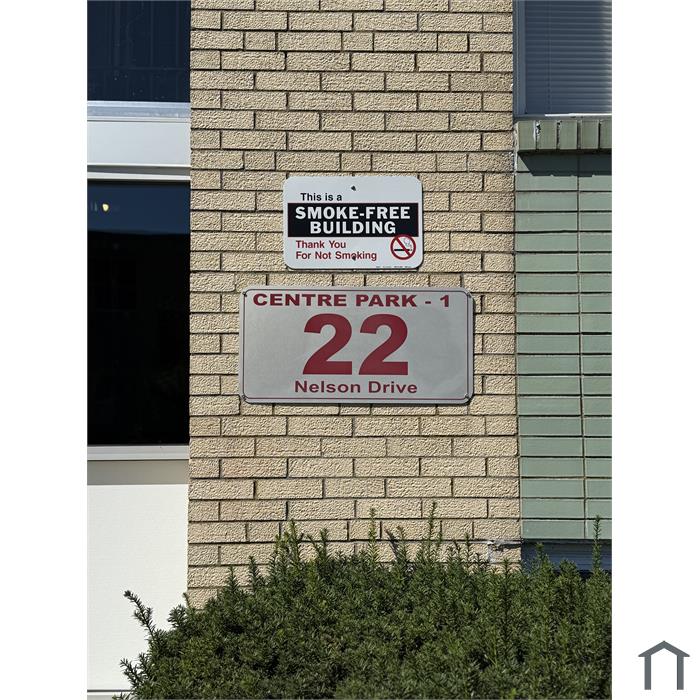 This is a
SMOKE-FREE
BUILDING
Thank You
For Not Smoking
CENTRE PARK - 1
22
Nelson Drive